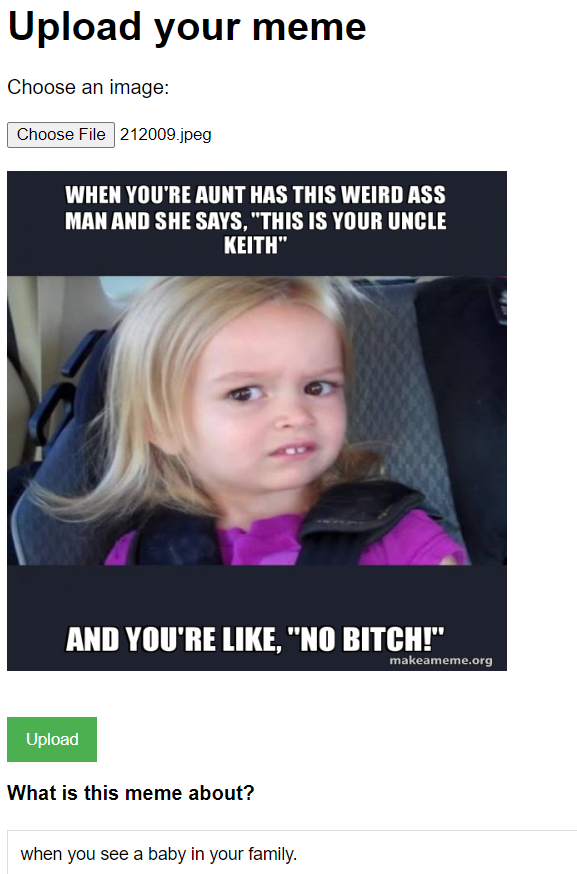 Upload your meme
Choose an image:
Choose File 212009.jpeg
WHEN YOU'RE AUNT HAS THIS WEIRD ASS
MAN AND SHE SAYS, "THIS IS YOUR UNCLE
KEITH"
AND YOU'RE LIKE, "NO BITCH!"
makeameme.org
Upload
What is this meme about?
when you see a baby in your family.